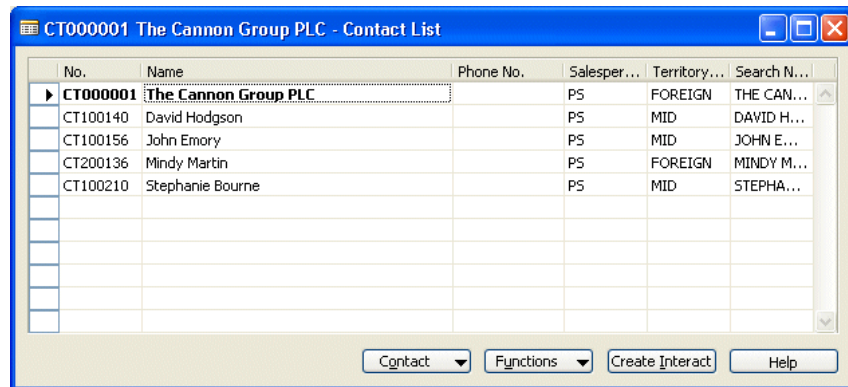 CT000001 The Cannon Group PLC - Contact List
No. Name Phone No. Salesper... Territory... Search N...
CT000001 The Cannon Group PLC PS FOREIGN THE CAN...
CT100140 David Hodgson PS MID DAVID H...
CT100156 John Emory PS MID JOHN E...
CT200136 Mindy Martin PS FOREIGN MINDY M...
CT100210 Stephanie Bourne PS MID STEPHA...
Contact Functions Create Interact Help